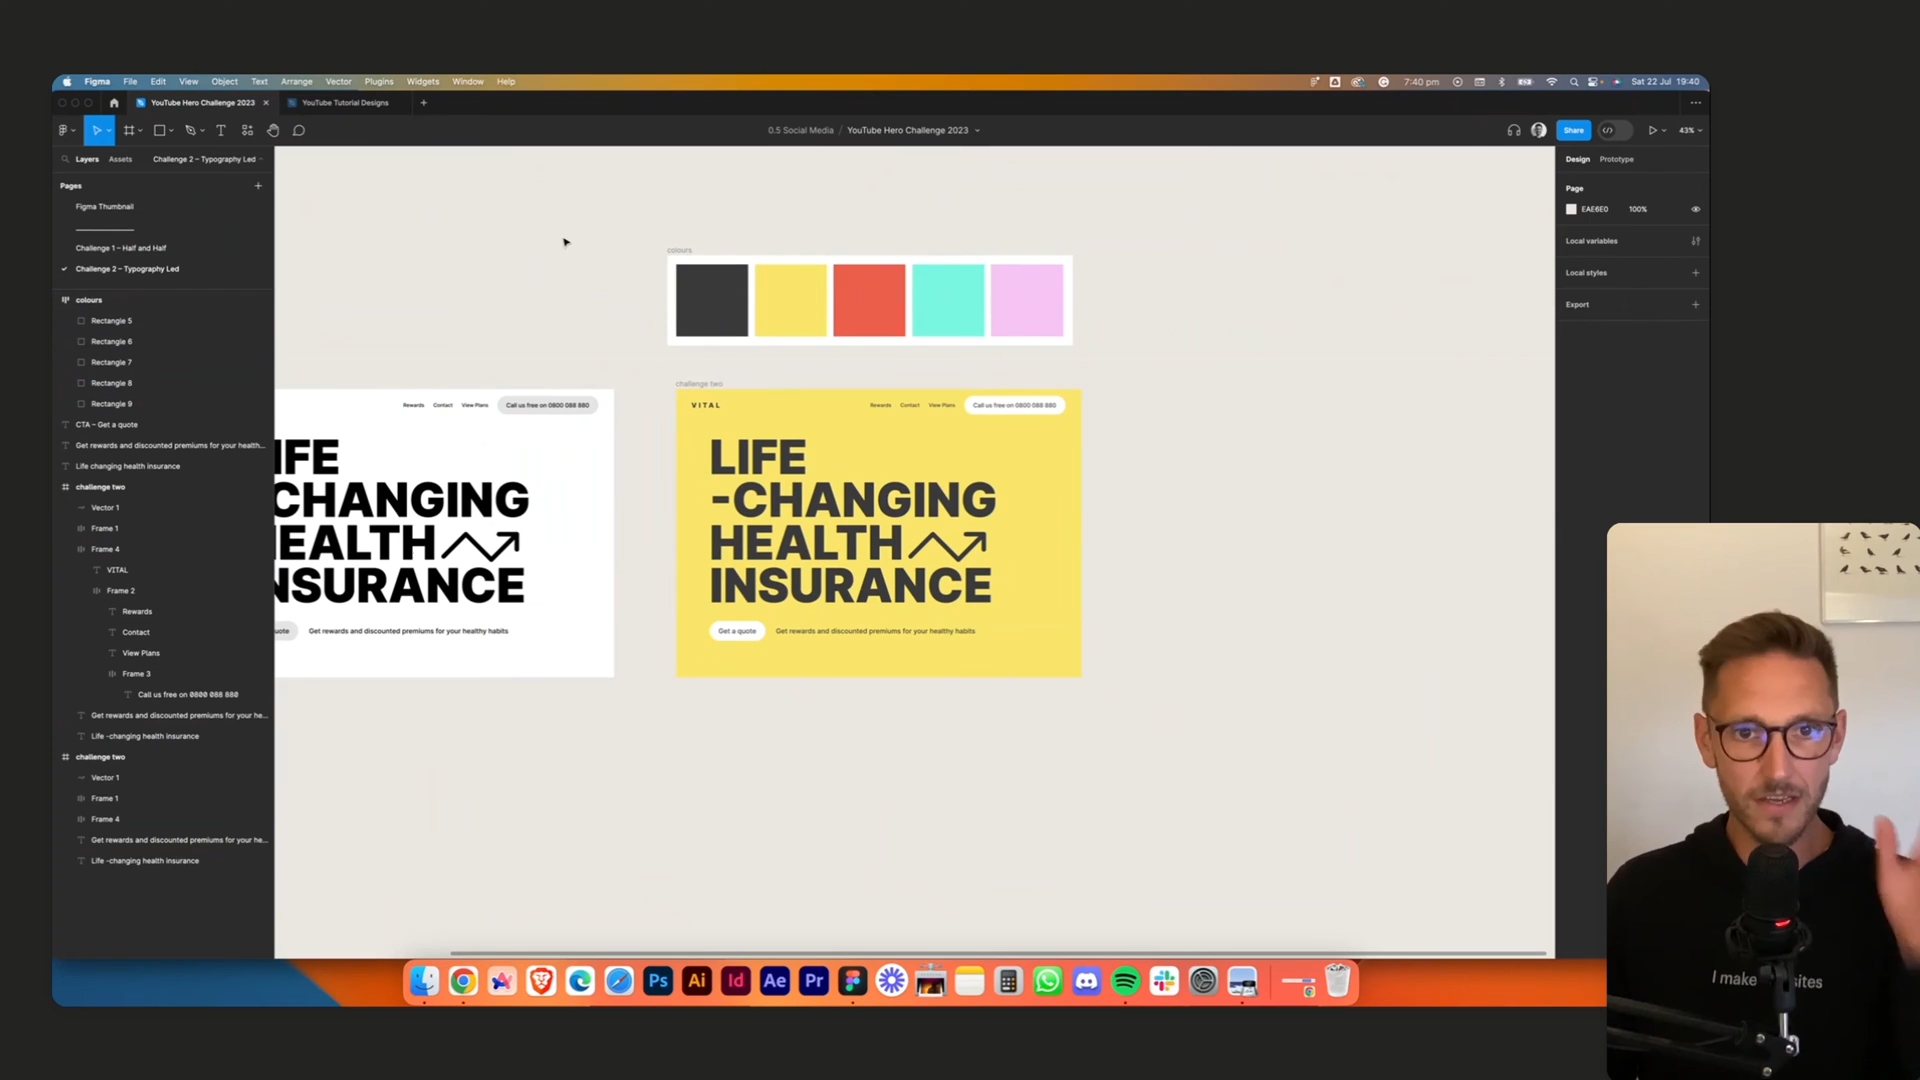 Figma File Edit View Object Text Arrange Vector Plugins Widgets Window Help
7:40 pm
Sat 22 Jul 19:40
YouTube Hero Challenge 2023
YouTube Tutorial Designs
0.5 Social Media / YouTube Hero Challenge 2023
Share
43%
Layers
Assets
Challenge 2 – Typography Led
Design
Prototype
Pages
Figma Thumbnail
Challenge 1 – Half and Half
Challenge 2 – Typography Led
colours
Rectangle 5
Rectangle 6
Rectangle 7
Rectangle 8
Rectangle 9
CTA – Get a quote
Get rewards and discounted premiums for your health...
Life changing health insurance
challenge two
Vector 1
Frame 1
Frame 4
VITAL
Frame 2
Rewards
Contact
View Plans
Frame 3
Call us free on 0800 088 880
Get rewards and discounted premiums for your he...
Life -changing health insurance
challenge two
Vector 1
Frame 1
Frame 4
Get rewards and discounted premiums for your he...
Life -changing health insurance
colours
Rewards
Contact
View Plans
Call us free on 0800 088 880
IFE
CHANGING
EALTH
NSURANCE
uote
Get rewards and discounted premiums for your healthy habits
challenge two
VITAL
Rewards
Contact
View Plans
Call us free on 0800 088 880
LIFE
-CHANGING
HEALTH
INSURANCE
Get a quote
Get rewards and discounted premiums for your healthy habits
Page
EAE6E0
100%
Local variables
Local styles
Export
Ps
Ai
Id
Ae
Pr
I make sites